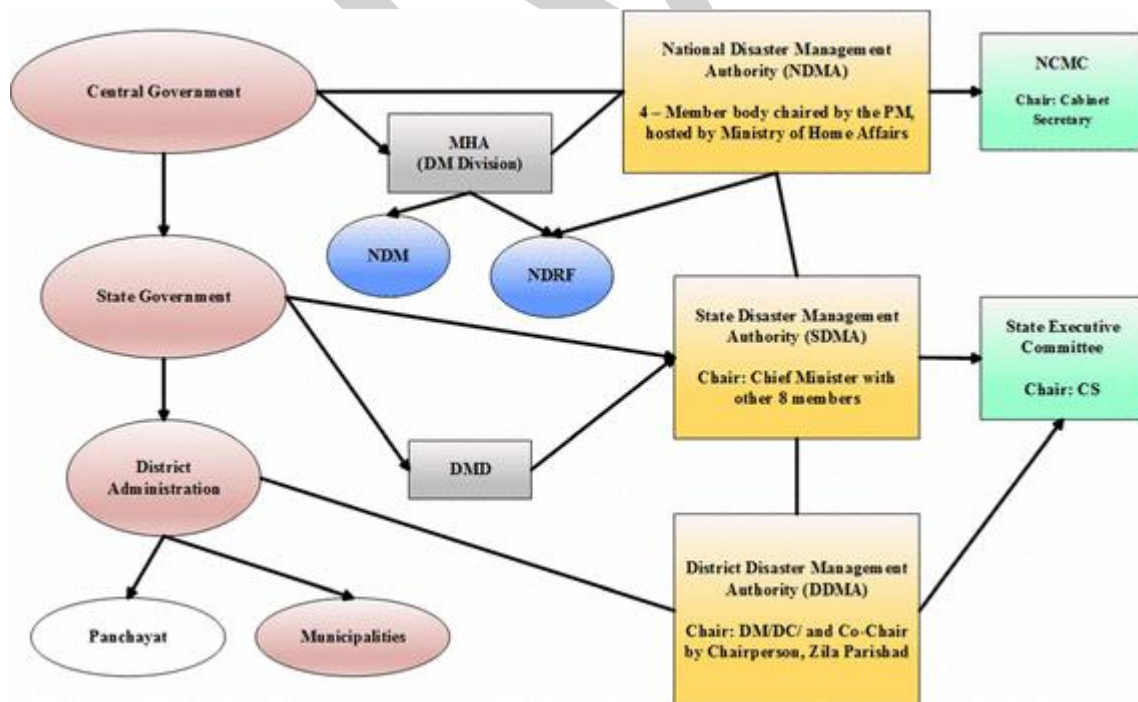 Central Government
National Disaster Management
Authority (NDMA)
4 – Member body chaired by the PM,
hosted by Ministry of Home Affairs
NCMC
Chair: Cabinet
Secretary
MHA
(DM Division)
NDM
NDRF
State Government
State Disaster Management
Authority (SDMA)
Chair: Chief Minister with
other 8 members
State Executive
Committee
Chair: CS
District
Administration
DMD
District Disaster Management
Authority (DDMA)
Chair: DM/DC/ and Co-Chair
by Chairperson, Zila Parishad
Panchayat
Municipalities